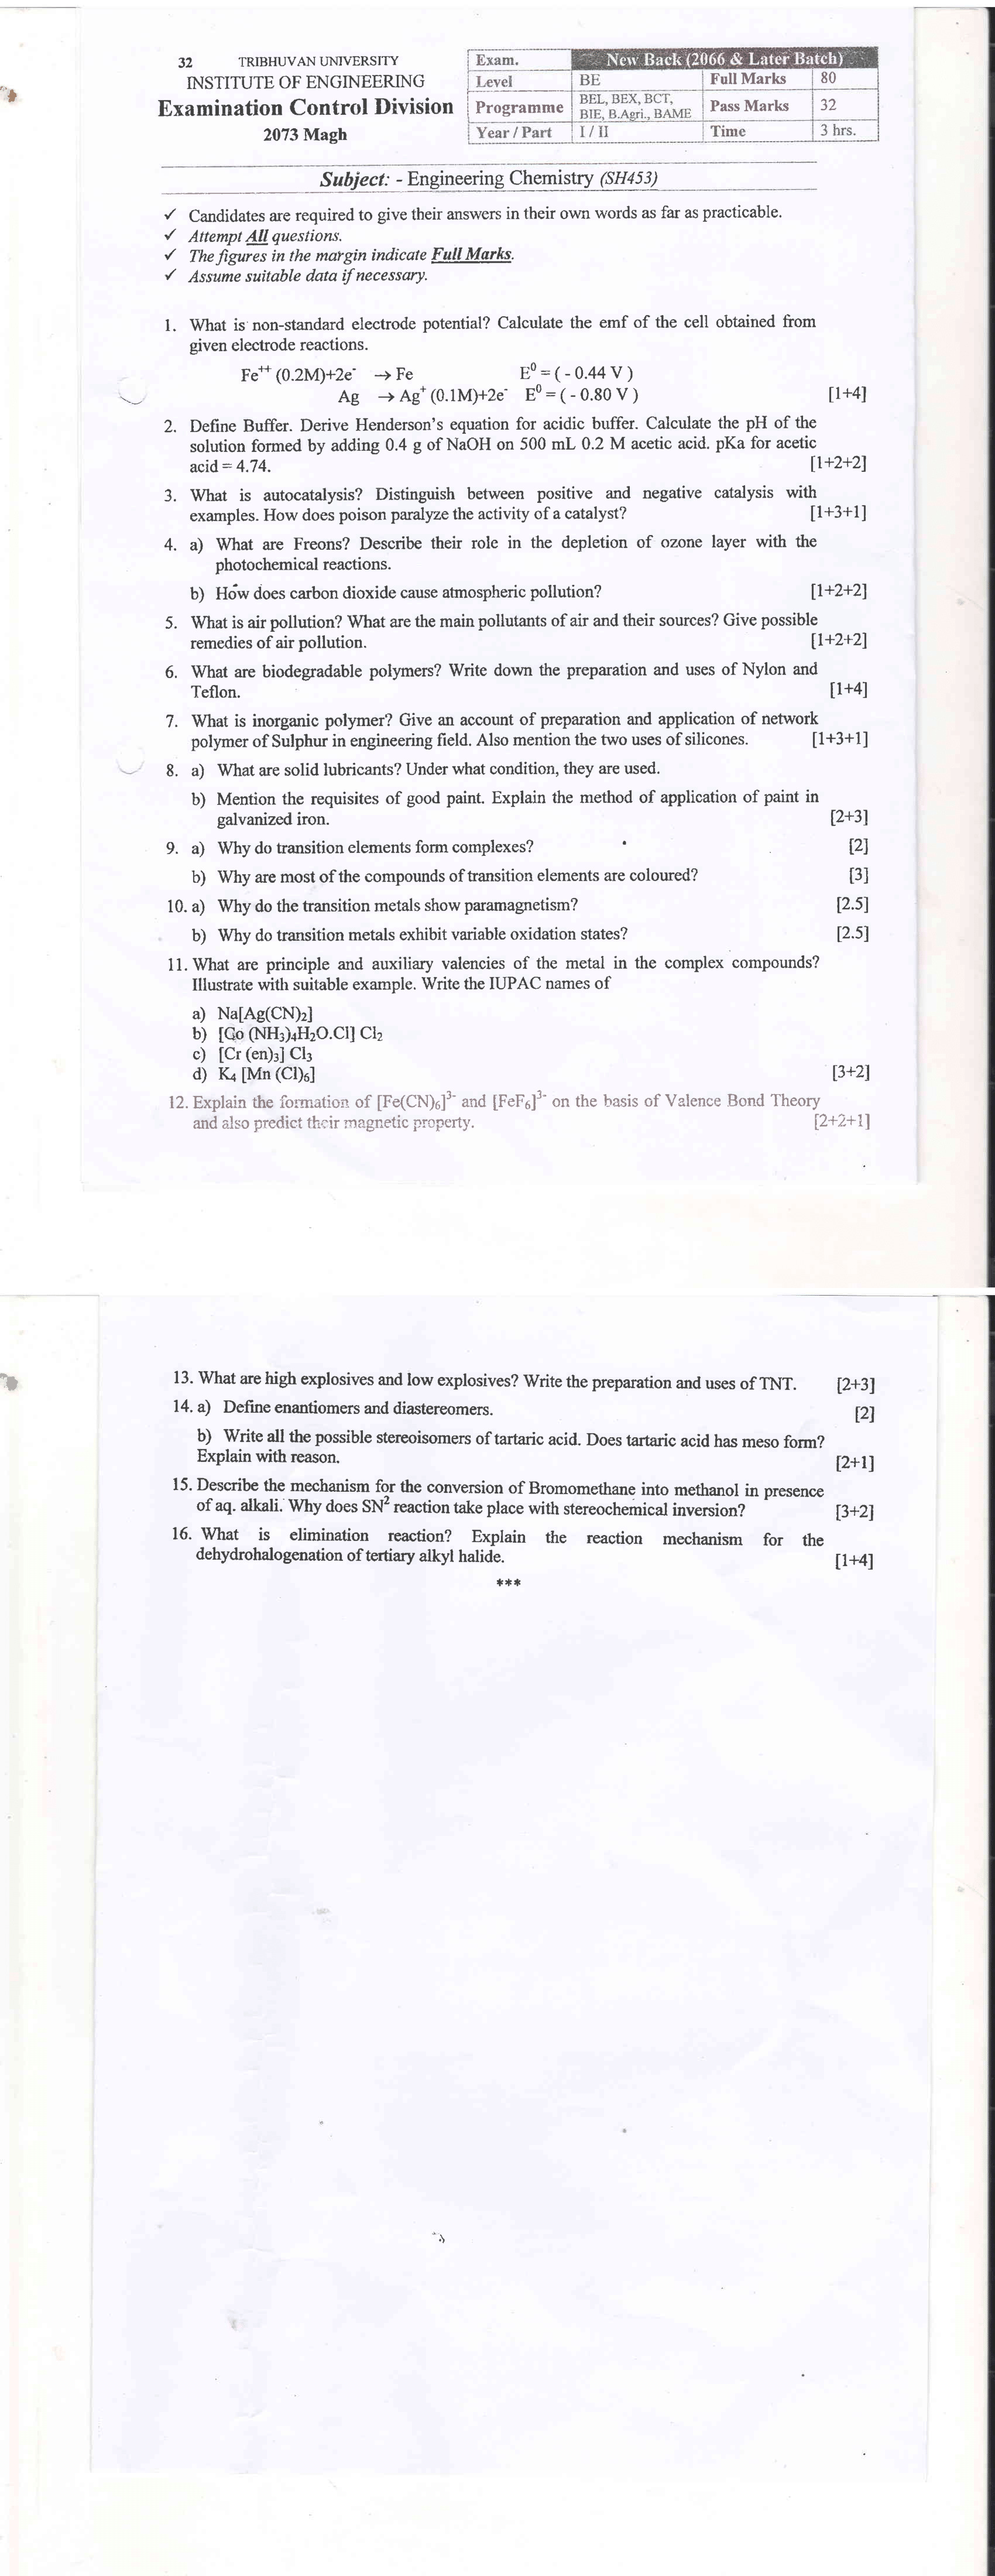 32 TRIBHUVAN UNIVERSITY
INSTITUTE OF ENGINEERING
Examination Control Division
2073 Magh
Exam. New Back (2066 & Later Batch)
Level BE Full Marks 80
Programme BEL, BEX, BCT, BIE, B.Agri., BAME Pass Marks 32
Year / Part I / II Time 3 hrs.
Subject: - Engineering Chemistry (SH453)
✓ Candidates are required to give their answers in their own words as far as practicable.
✓ Attempt All questions.
✓ The figures in the margin indicate Full Marks.
✓ Assume suitable data if necessary.
1. What is non-standard electrode potential? Calculate the emf of the cell obtained from
given electrode reactions.
Fe⁺⁺ (0.2M)+2e⁻ → Fe E⁰ = ( - 0.44 V )
Ag → Ag⁺ (0.1M)+2e⁻ E⁰ = ( - 0.80 V ) [1+4]
2. Define Buffer. Derive Henderson's equation for acidic buffer. Calculate the pH of the
solution formed by adding 0.4 g of NaOH on 500 mL 0.2 M acetic acid. pKa for acetic
acid = 4.74. [1+2+2]
3. What is autocatalysis? Distinguish between positive and negative catalysis with
examples. How does poison paralyze the activity of a catalyst? [1+3+1]
4. a) What are Freons? Describe their role in the depletion of ozone layer with the
photochemical reactions.
b) How does carbon dioxide cause atmospheric pollution? [1+2+2]
5. What is air pollution? What are the main pollutants of air and their sources? Give possible
remedies of air pollution. [1+2+2]
6. What are biodegradable polymers? Write down the preparation and uses of Nylon and
Teflon. [1+4]
7. What is inorganic polymer? Give an account of preparation and application of network
polymer of Sulphur in engineering field. Also mention the two uses of silicones. [1+3+1]
8. a) What are solid lubricants? Under what condition, they are used.
b) Mention the requisites of good paint. Explain the method of application of paint in
galvanized iron. [2+3]
9. a) Why do transition elements form complexes? [2]
b) Why are most of the compounds of transition elements are coloured? [3]
10. a) Why do the transition metals show paramagnetism? [2.5]
b) Why do transition metals exhibit variable oxidation states? [2.5]
11. What are principle and auxiliary valencies of the metal in the complex compounds?
Illustrate with suitable example. Write the IUPAC names of
a) Na[Ag(CN)₂]
b) [Co (NH₃)₄H₂O.Cl] Cl₂
c) [Cr (en)₃] Cl₃
d) K₄ [Mn (Cl)₆] [3+2]
12. Explain the formation of [Fe(CN)₆]³⁻ and [FeF₆]³⁻ on the basis of Valence Bond Theory
and also predict their magnetic property. [2+2+1]
13. What are high explosives and low explosives? Write the preparation and uses of TNT. [2+3]
14. a) Define enantiomers and diastereomers. [2]
b) Write all the possible stereoisomers of tartaric acid. Does tartaric acid has meso form?
Explain with reason. [2+1]
15. Describe the mechanism for the conversion of Bromomethane into methanol in presence
of aq. alkali. Why does SN² reaction take place with stereochemical inversion? [3+2]
16. What is elimination reaction? Explain the reaction mechanism for the
dehydrohalogenation of tertiary alkyl halide. [1+4]
***